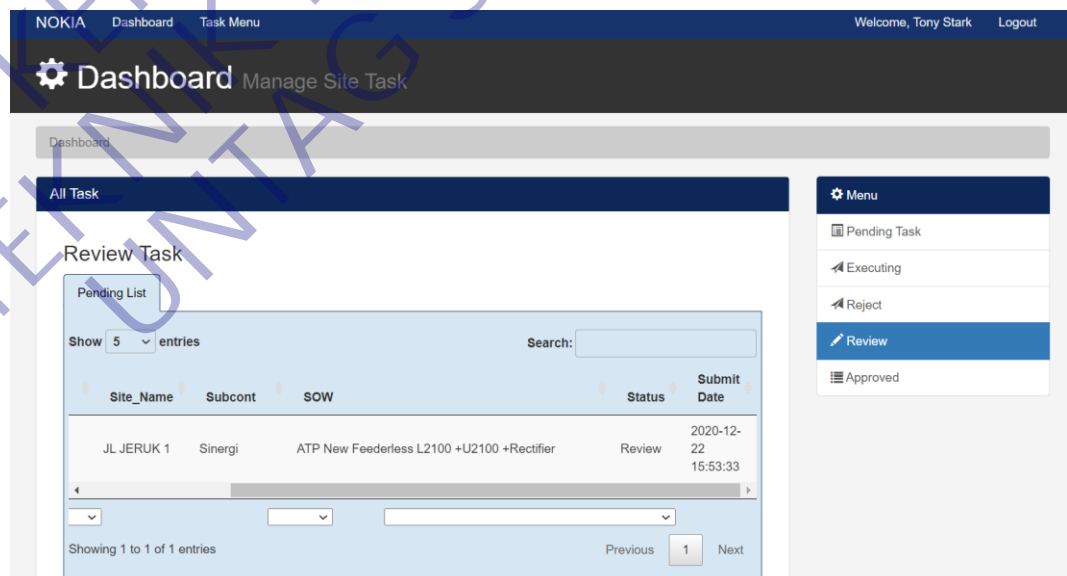 NOKIA Dashboard Task Menu Welcome, Tony Stark Logout
Dashboard Manage Site Task
Dashboard
All Task
Review Task
Pending List
Show 5 entries Search:
Site_Name Subcont SOW Status Submit Date
JL JERUK 1 Sinergi ATP New Feederless L2100 +U2100 +Rectifier Review 2020-12-22 15:53:33
Showing 1 to 1 of 1 entries Previous 1 Next
Menu
Pending Task
Executing
Reject
Review
Approved
UNTAG